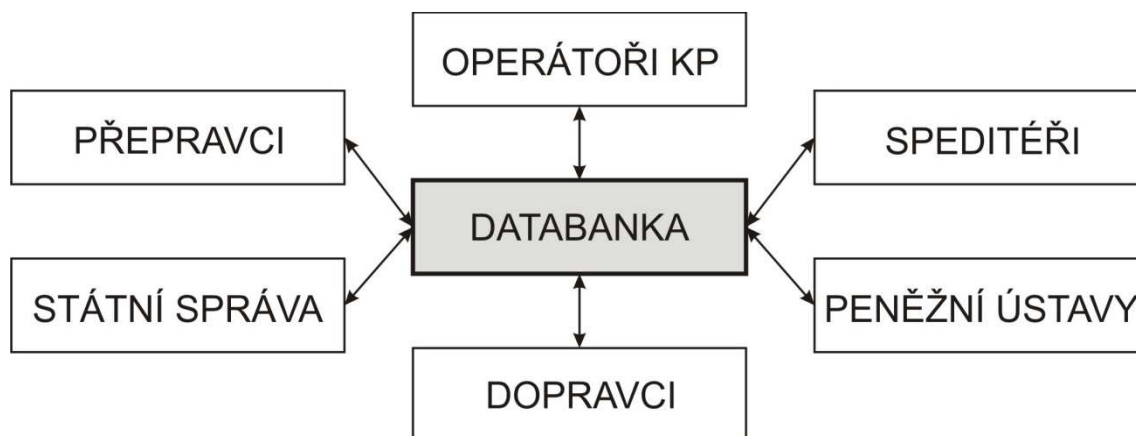 OPERÁTOŘI KP
PŘEPRAVCI
SPEDITÉŘI
DATABANKA
STÁTNÍ SPRÁVA
PENĚŽNÍ ÚSTAVY
DOPRAVCI